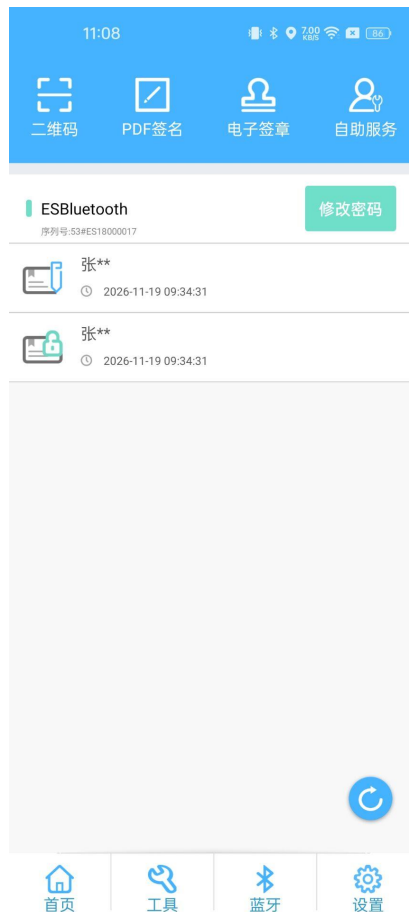 11:08
7.00
KB/S
86
二维码
PDF签名
电子签章
自助服务
ESBluetooth
修改密码
序列号:53#ES18000017
张**
2026-11-19 09:34:31
张**
2026-11-19 09:34:31
首页
工具
蓝牙
设置